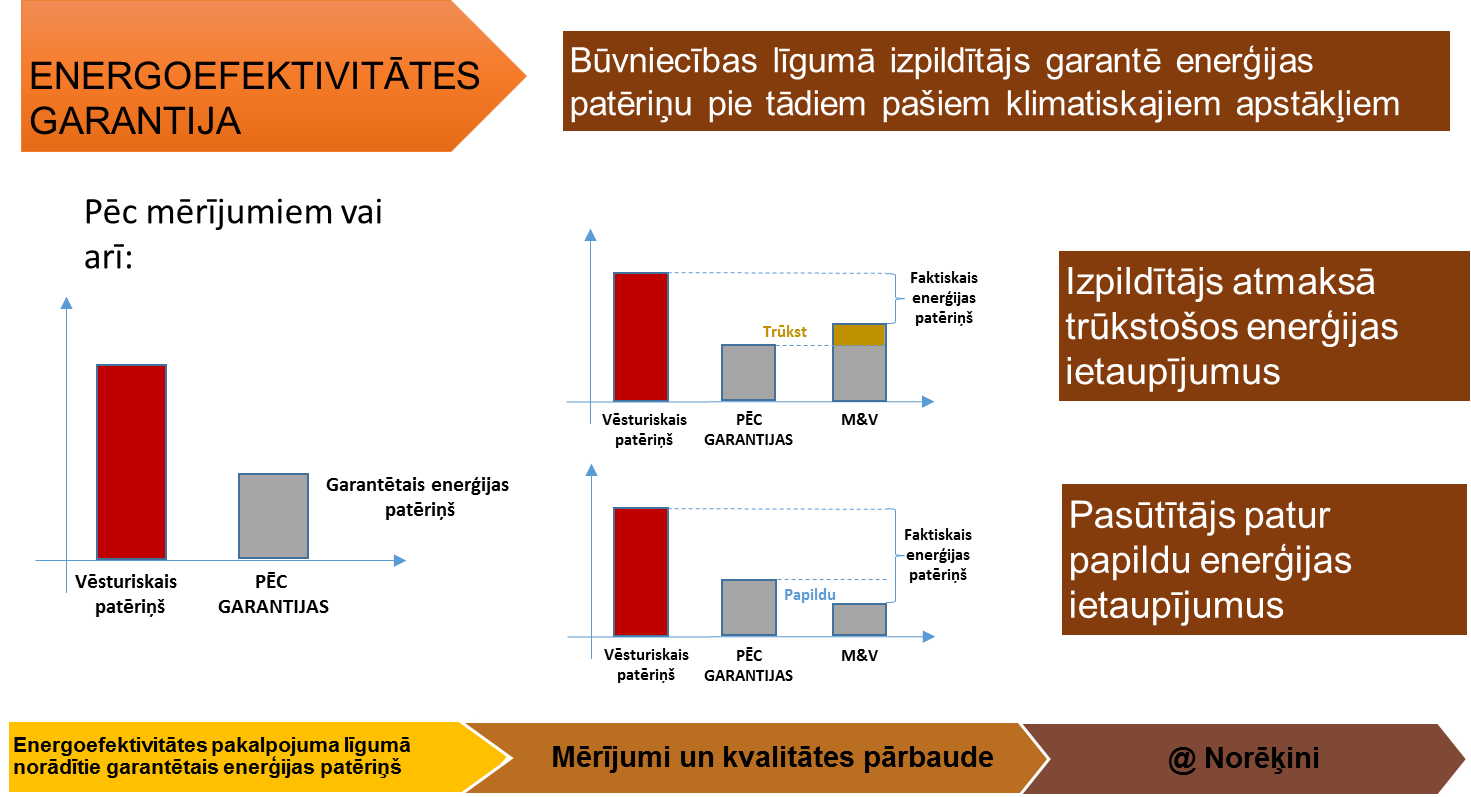 ENERGOEFEKTIVITĀTES
GARANTIJA
Būvniecības līgumā izpildītājs garantē enerģijas
patēriņu pie tādiem pašiem klimatiskajiem apstākļiem
Pēc mērījumiem vai
arī:
Garantētais enerģijas
patēriņš
Vēsturiskais
patēriņš
PĒC
GARANTIJAS
Faktiskais
enerģijas
patēriņš
Trūkst
Vēsturiskais
patēriņš
PĒC
GARANTIJAS
M&V
Izpildītājs atmaksā
trūkstošos enerģijas
ietaupījumus
Faktiskais
enerģijas
patēriņš
Papildu
Vēsturiskais
patēriņš
PĒC
GARANTIJAS
M&V
Pasūtītājs patur
papildu enerģijas
ietaupījumus
Energoefektivitātes pakalpojuma līgumā
norādītie garantētais enerģijas patēriņš
Mērījumi un kvalitātes pārbaude
@ Norēķini